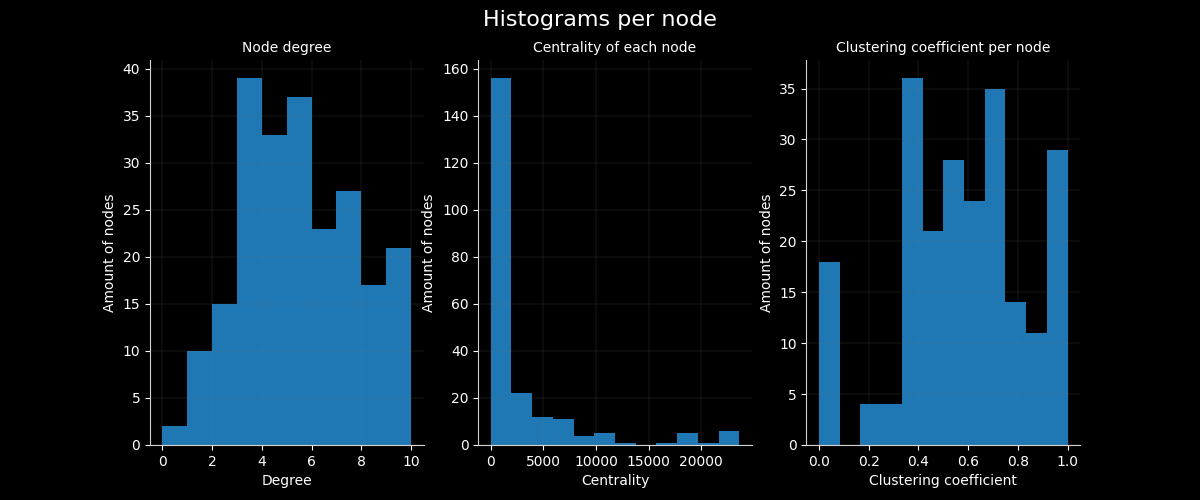 Histograms per node
Node degree
Amount of nodes
40
35
30
25
20
15
10
5
0
0 2 4 6 8 10
Degree
Centrality of each node
Amount of nodes
160
140
120
100
80
60
40
20
0
0 5000 10000 15000 20000
Centrality
Clustering coefficient per node
Amount of nodes
35
30
25
20
15
10
5
0
0.0 0.2 0.4 0.6 0.8 1.0
Clustering coefficient